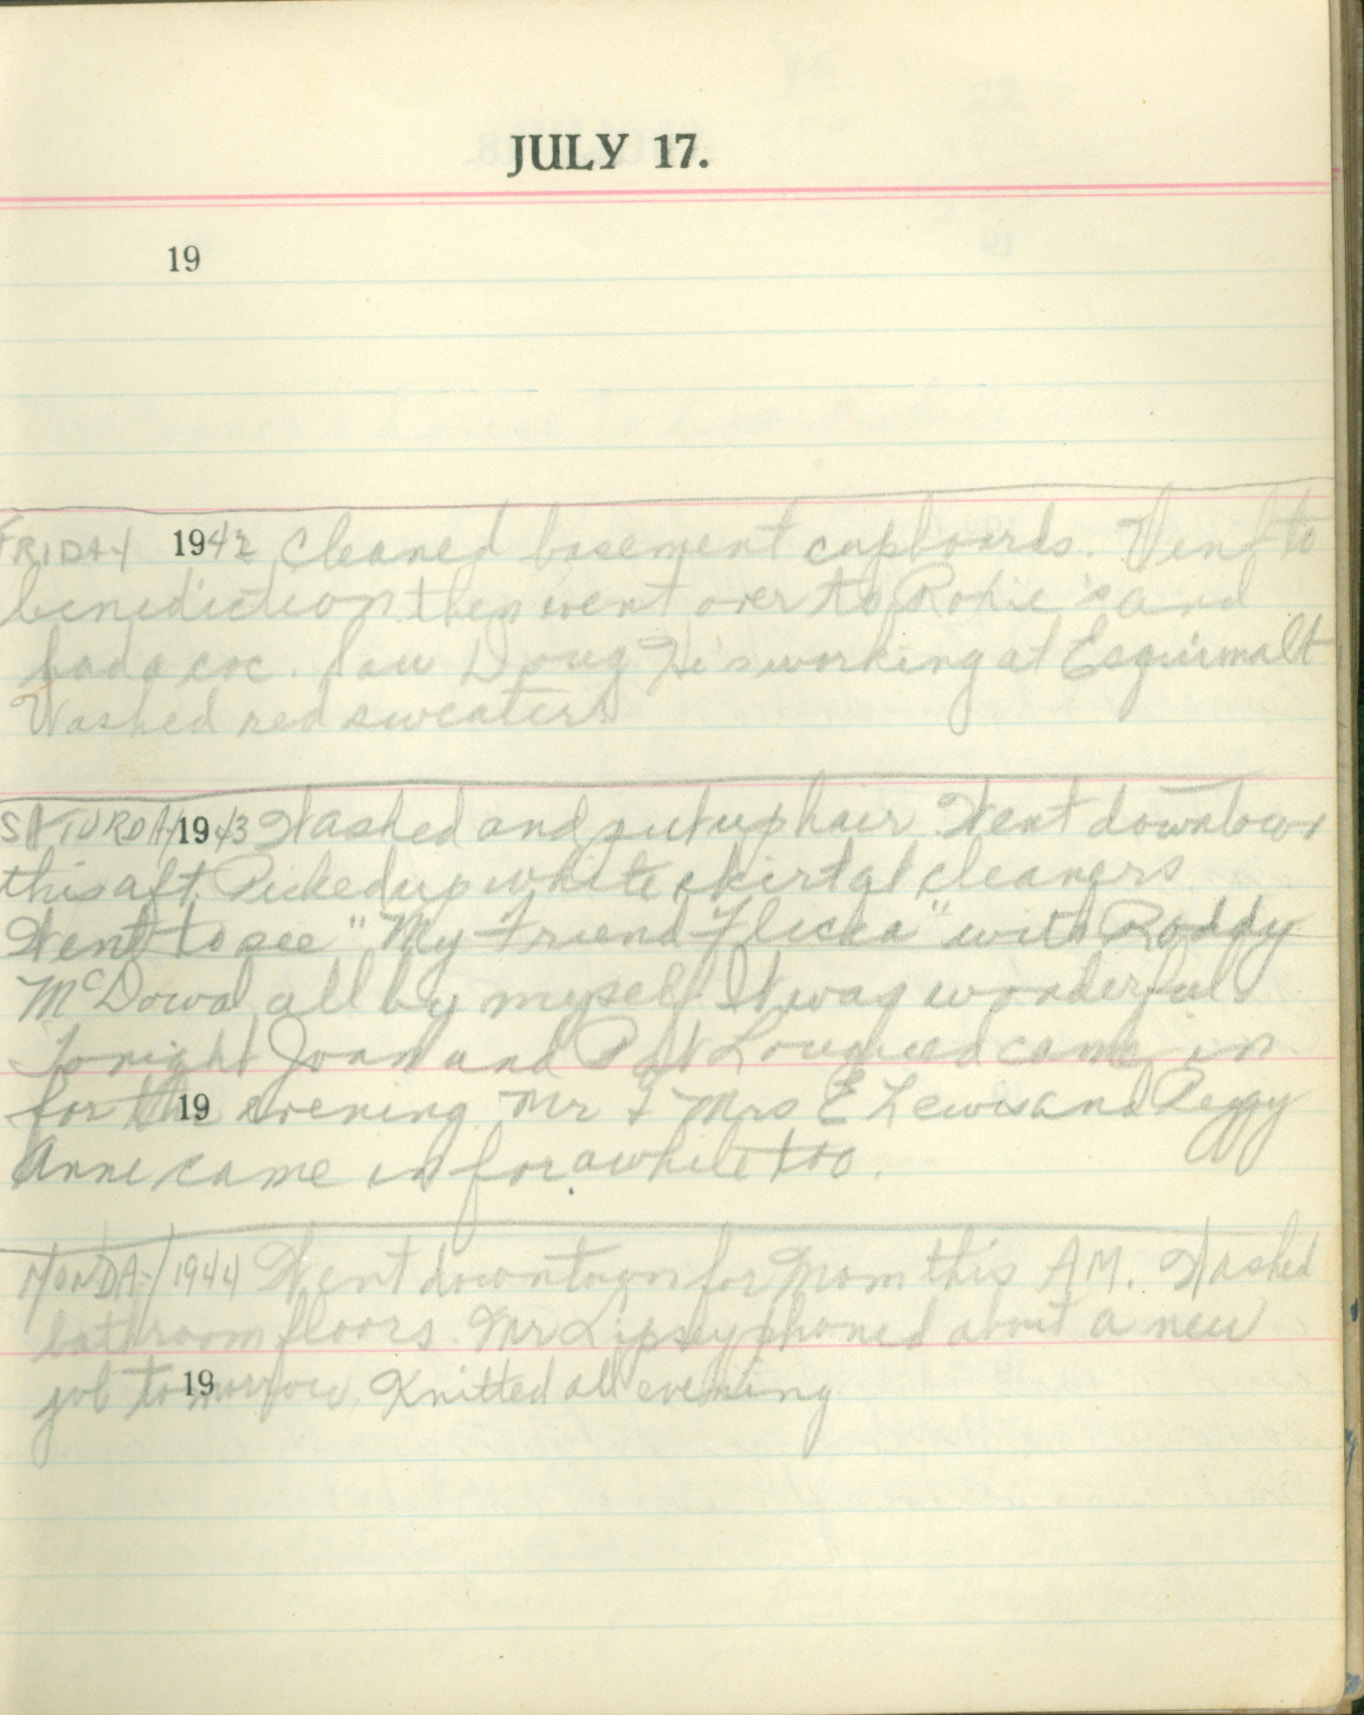 JULY 17.
19
FRIDAY 1942 Cleaned basement cupboards. Went to
benediction then went over to and
had a coc. Saw Doug He's working at Esquimalt
Washed red sweater.
SATURDAY 1943 Washed and put up hair. Went downtown
this aft. Picked up white skirt at cleaners
Went to see "My Friend Flicka" with Roddy
McDowal all by myself It was wonderful
Tonight Joan and Pat came in
for the 19 evening Mr & Mrs E Lewis and Peggy
Anne came in for awhile too.
MONDAY 1944 Went downtown for Mom this AM. Washed
bathroom floors. Mr Lipsey phoned about a new
job tomorrow. 19 Knitted all evening